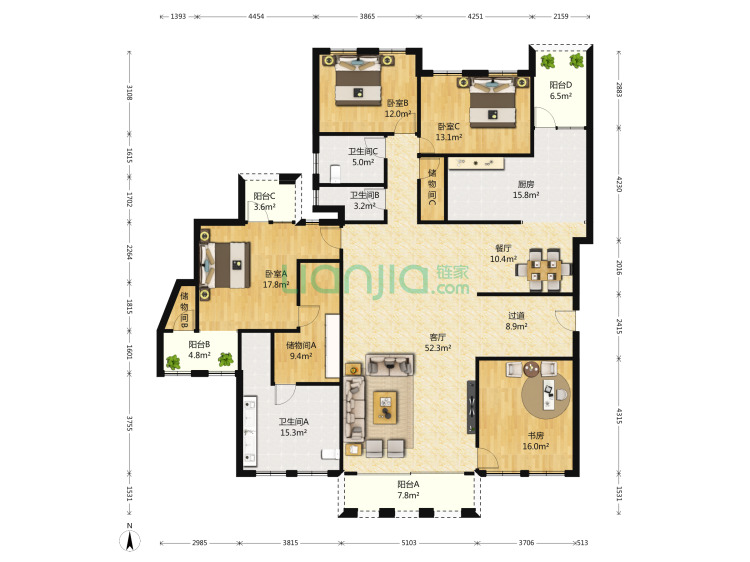 1393
4454
3865
4251
2159
3108
1615
1702
2264
1815
1601
3755
1531
2883
4230
2016
2415
4315
1531
卧室B
12.0m²
卧室C
13.1m²
阳台D
6.5m²
卫生间C
5.0m²
储物间C
厨房
15.8m²
阳台C
3.6m²
卫生间B
3.2m²
卧室A
17.8m²
餐厅
10.4m²
lianjia
链家
.com
储物间B
过道
8.9m²
客厅
52.3m²
阳台B
4.8m²
储物间A
9.4m²
卫生间A
15.3m²
书房
16.0m²
阳台A
7.8m²
N
2985
3815
5103
3706
513